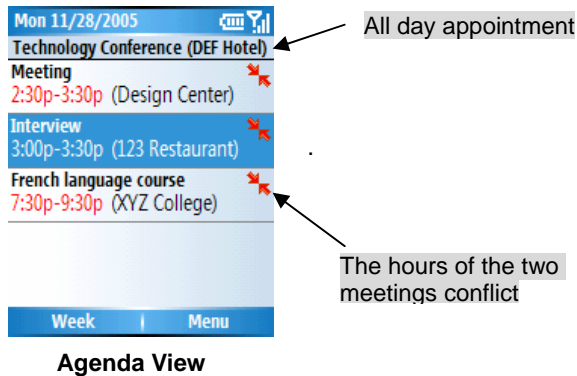 Mon 11/28/2005
Technology Conference (DEF Hotel)
Meeting
2:30p-3:30p (Design Center)
Interview
3:00p-3:30p (123 Restaurant)
French language course
7:30p-9:30p (XYZ College)
Week Menu
Agenda View
All day appointment
.
The hours of the two
meetings conflict